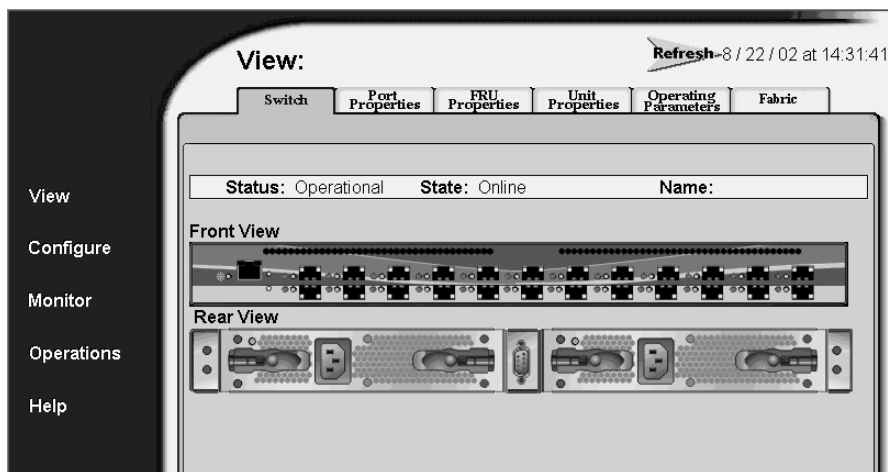 View:
Refresh-8 / 22 / 02 at 14:31:41
Switch
Port Properties
FRU Properties
Unit Properties
Operating Parameters
Fabric
Status: Operational State: Online Name:
View
Configure
Monitor
Operations
Help
Front View
Rear View